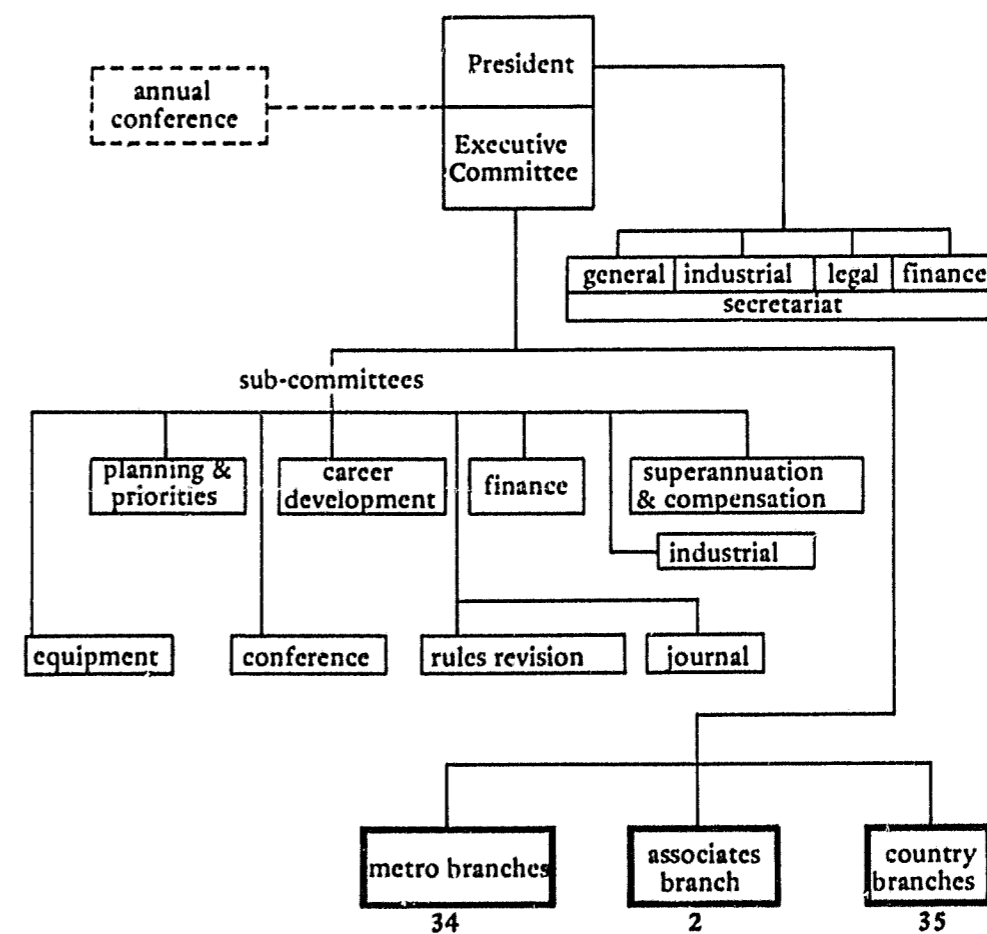 President
annual
conference
Executive
Committee
general industrial legal finance
secretariat
sub-committees
planning &
priorities
career
development
finance
superannuation
& compensation
industrial
equipment
conference
rules revision
journal
metro branches
associates
branch
country
branches
34
2
35